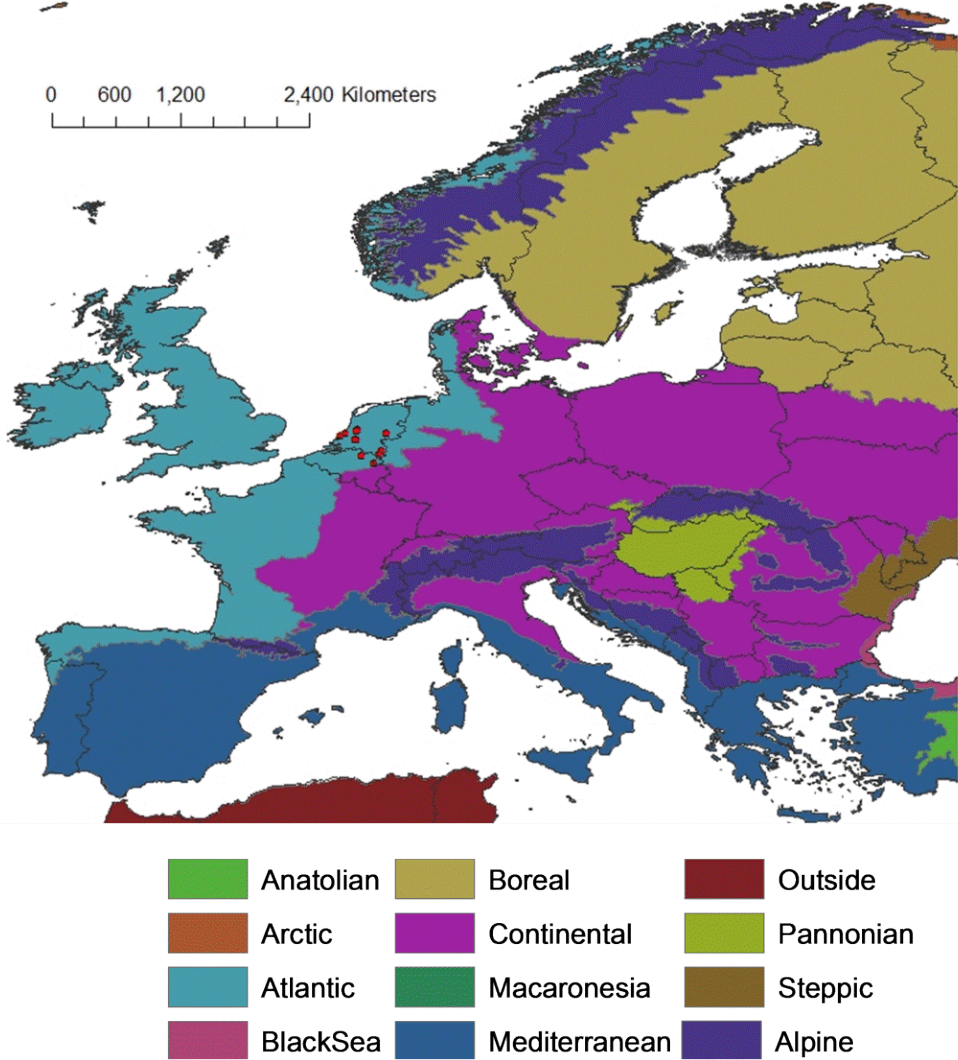 0 600 1,200 2,400 Kilometers
Anatolian Boreal Outside
Arctic Continental Pannonian
Atlantic Macaronesia Steppic
BlackSea Mediterranean Alpine